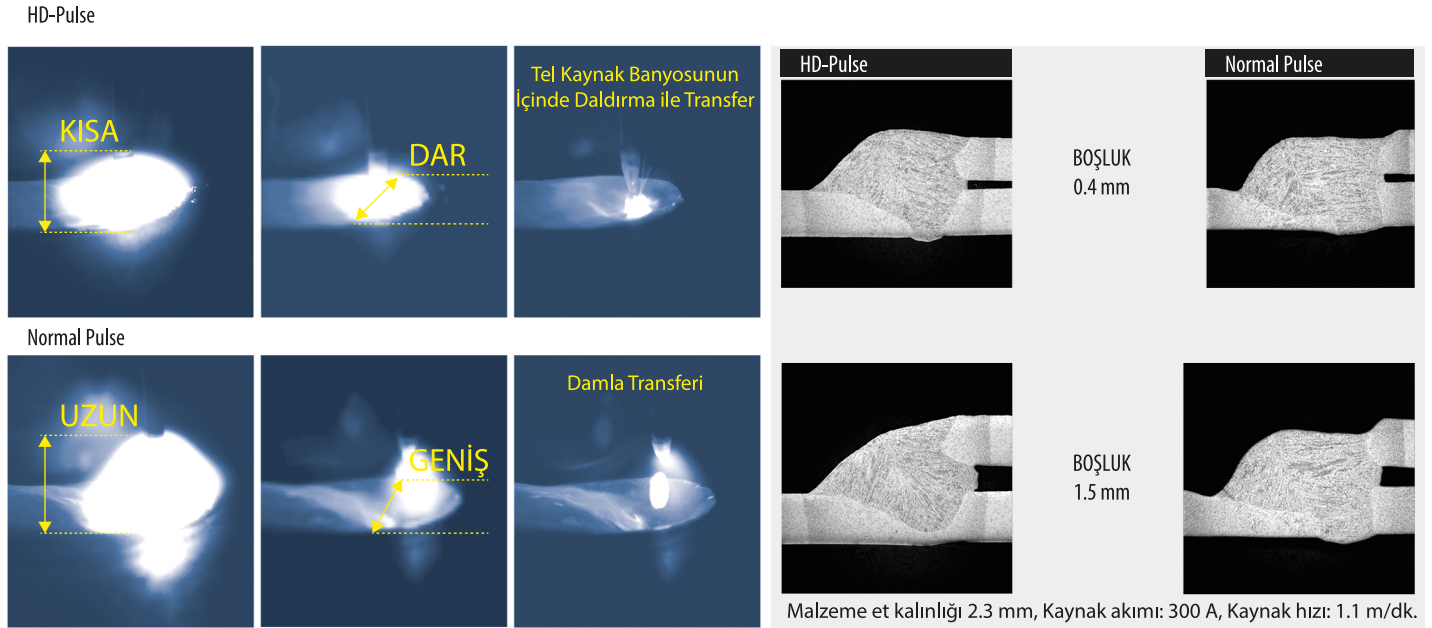 HD-Pulse
KISA
DAR
Tel Kaynak Banyosunun
İçinde Daldırma ile Transfer
Normal Pulse
UZUN
GENİŞ
Damla Transferi
HD-Pulse
Normal Pulse
BOŞLUK
0.4 mm
BOŞLUK
1.5 mm
Malzeme et kalınlığı 2.3 mm, Kaynak akımı: 300 A, Kaynak hızı: 1.1 m/dk.